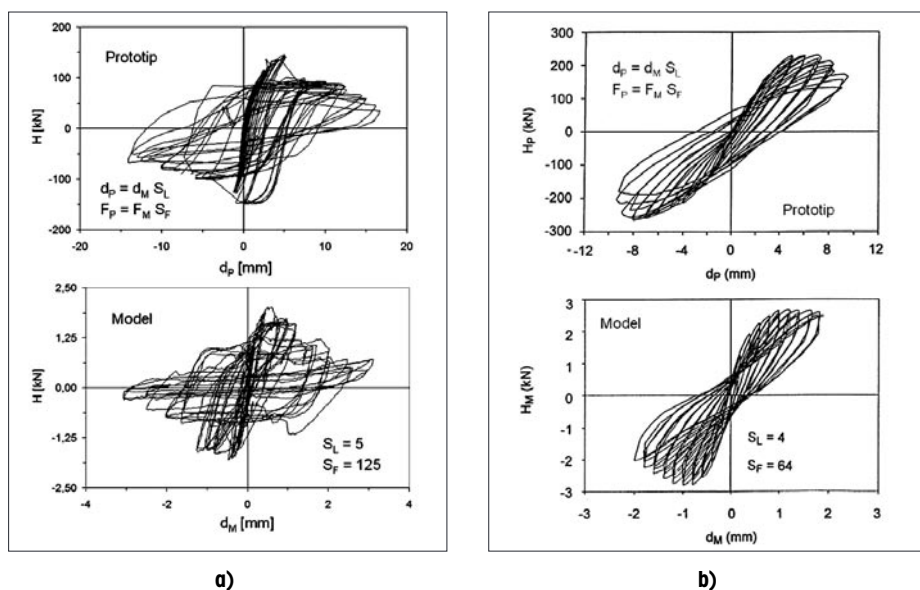 200
100
0
-100
-200
H [kN]
Prototip
d_P = d_M S_L
F_P = F_M S_F
-20 -10 0 10 20
d_P [mm]
2,50
1,25
0,00
-1,25
-2,50
H [kN]
Model
S_L = 5
S_F = 125
-4 -2 0 2 4
d_M [mm]
a)
300
200
100
0
-100
-200
-300
H_P (kN)
d_P = d_M S_L
F_P = F_M S_F
Prototip
-12 -8 -4 0 4 8 12
d_P (mm)
3
2
1
0
-1
-2
-3
H_M (kN)
Model
S_L = 4
S_F = 64
-3 -2 -1 0 1 2 3
d_M (mm)
b)